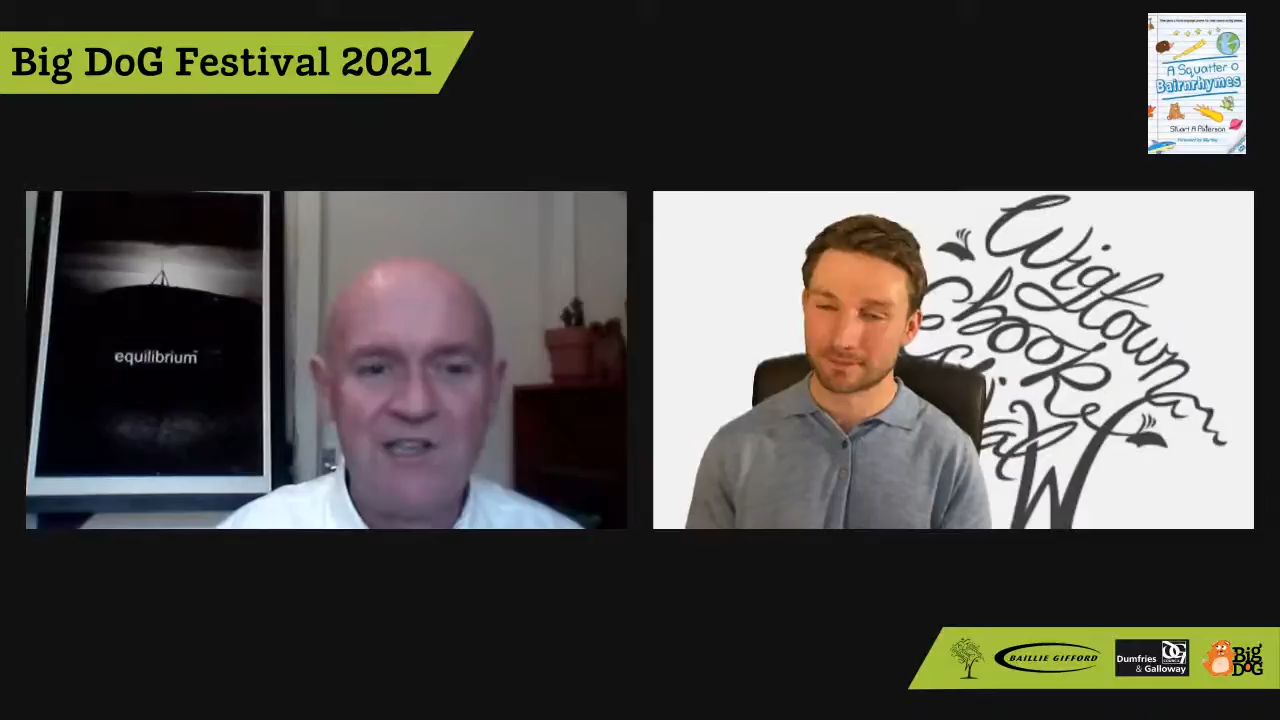 Big DoG Festival 2021
A Squatter o
Bairnrhymes
Stuart A Paterson
equilibrium
Wigtown
book
BAILLIE GIFFORD
Dumfries
& Galloway
Big
DoG